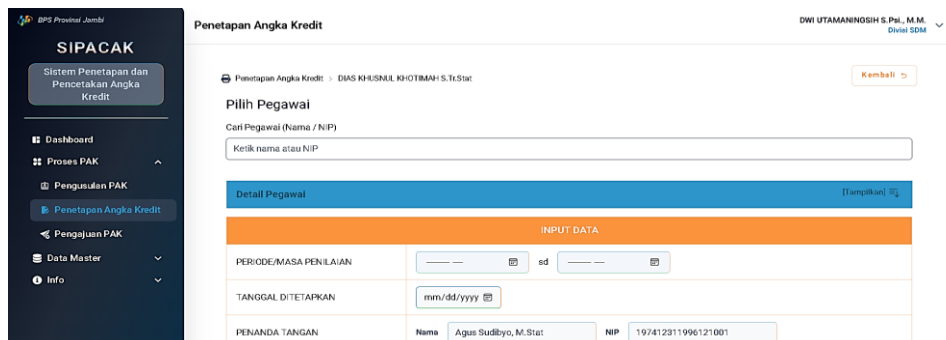 BPS Provinsi Jambi
SIPACAK
Sistem Penetapan dan
Pencetakan Angka
Kredit
Dashboard
Proses PAK
Pengusulan PAK
Penetapan Angka Kredit
Pengajuan PAK
Data Master
Info
Penetapan Angka Kredit
DWI UTAMANINGSIH S.Psi., M.M.
Divisi SDM
Penetapan Angka Kredit > DIAS KHUSNUL KHOTIMAH S.Tr.Stat
Kembali
Pilih Pegawai
Cari Pegawai (Nama / NIP)
Ketik nama atau NIP
Detail Pegawai [Tampilkan]
INPUT DATA
PERIODE/MASA PENILAIAN ------- ---- sd ------- ----
TANGGAL DITETAPKAN mm/dd/yyyy
PENANDA TANGAN Nama Agus Sudibyo, M.Stat NIP 197412311996121001